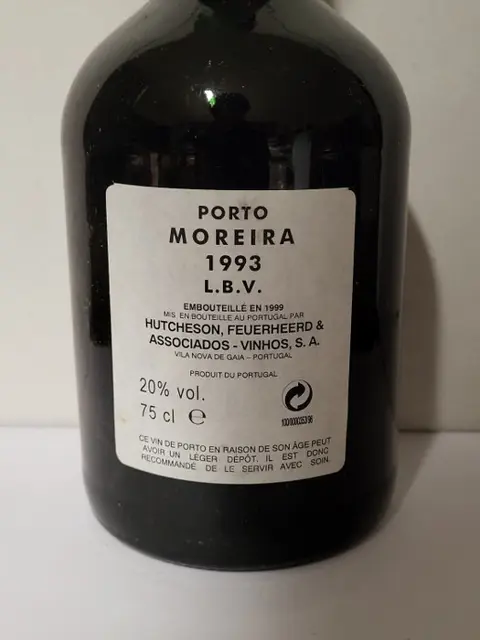 PORTO
MOREIRA
1993
L.B.V.
EMBOUTEILLÉ EN 1999
MIS EN BOUTEILLE AU PORTUGAL PAR
HUTCHESON, FEUERHEERD &
ASSOCIADOS - VINHOS, S. A.
VILA NOVA DE GAIA - PORTUGAL
PRODUIT DU PORTUGAL
20% vol.
75 cl e
CE VIN DE PORTO EN RAISON DE SON ÂGE PEUT
AVOIR UN LÉGER DÉPÔT. IL EST DONC
RECOMMANDÉ DE LE SERVIR AVEC SOIN.